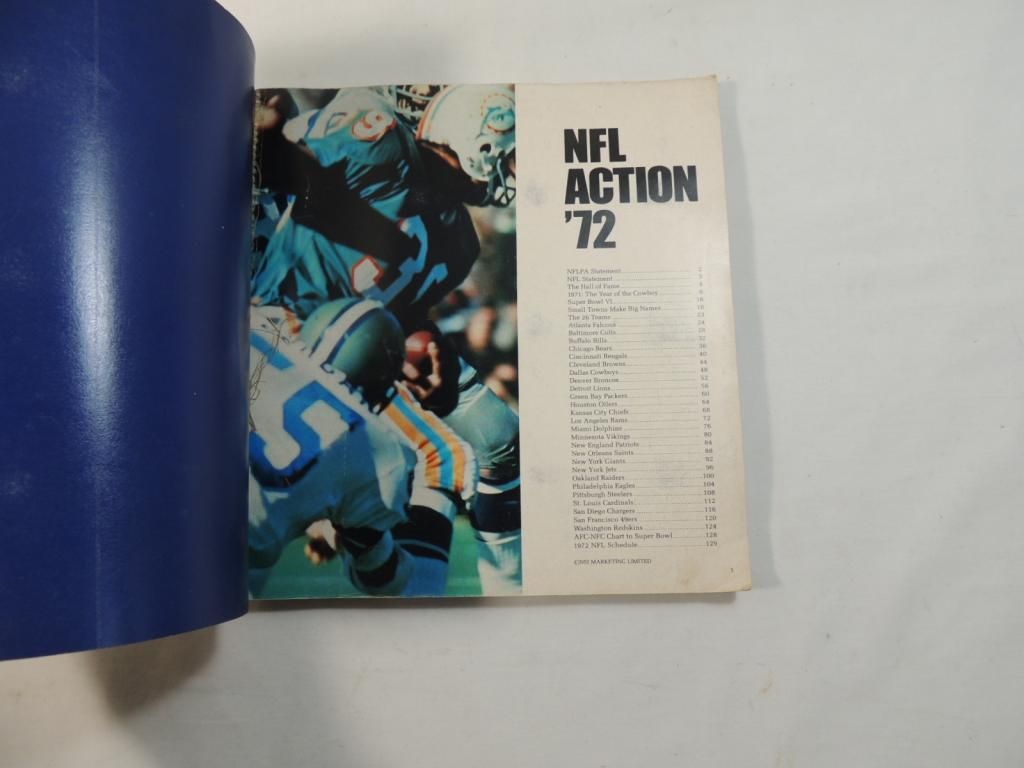 NFL
ACTION
'72
NFLPA Statement 2
NFL Statement 3
The Hall of Fame 4
1971: The Year of the Cowboy 6
Super Bowl VI 16
Small Towns Make Big Names 18
The 26 Teams 23
Atlanta Falcons 24
Baltimore Colts 28
Buffalo Bills 32
Chicago Bears 36
Cincinnati Bengals 40
Cleveland Browns 44
Dallas Cowboys 48
Denver Broncos 52
Detroit Lions 56
Green Bay Packers 60
Houston Oilers 64
Kansas City Chiefs 68
Los Angeles Rams 72
Miami Dolphins 76
Minnesota Vikings 80
New England Patriots 84
New Orleans Saints 88
New York Giants 92
New York Jets 96
Oakland Raiders 100
Philadelphia Eagles 104
Pittsburgh Steelers 108
St. Louis Cardinals 112
San Diego Chargers 116
San Francisco 49ers 120
Washington Redskins 124
AFC-NFC Chart to Super Bowl 128
1972 NFL Schedule 129
MARKETING LIMITED
1
55